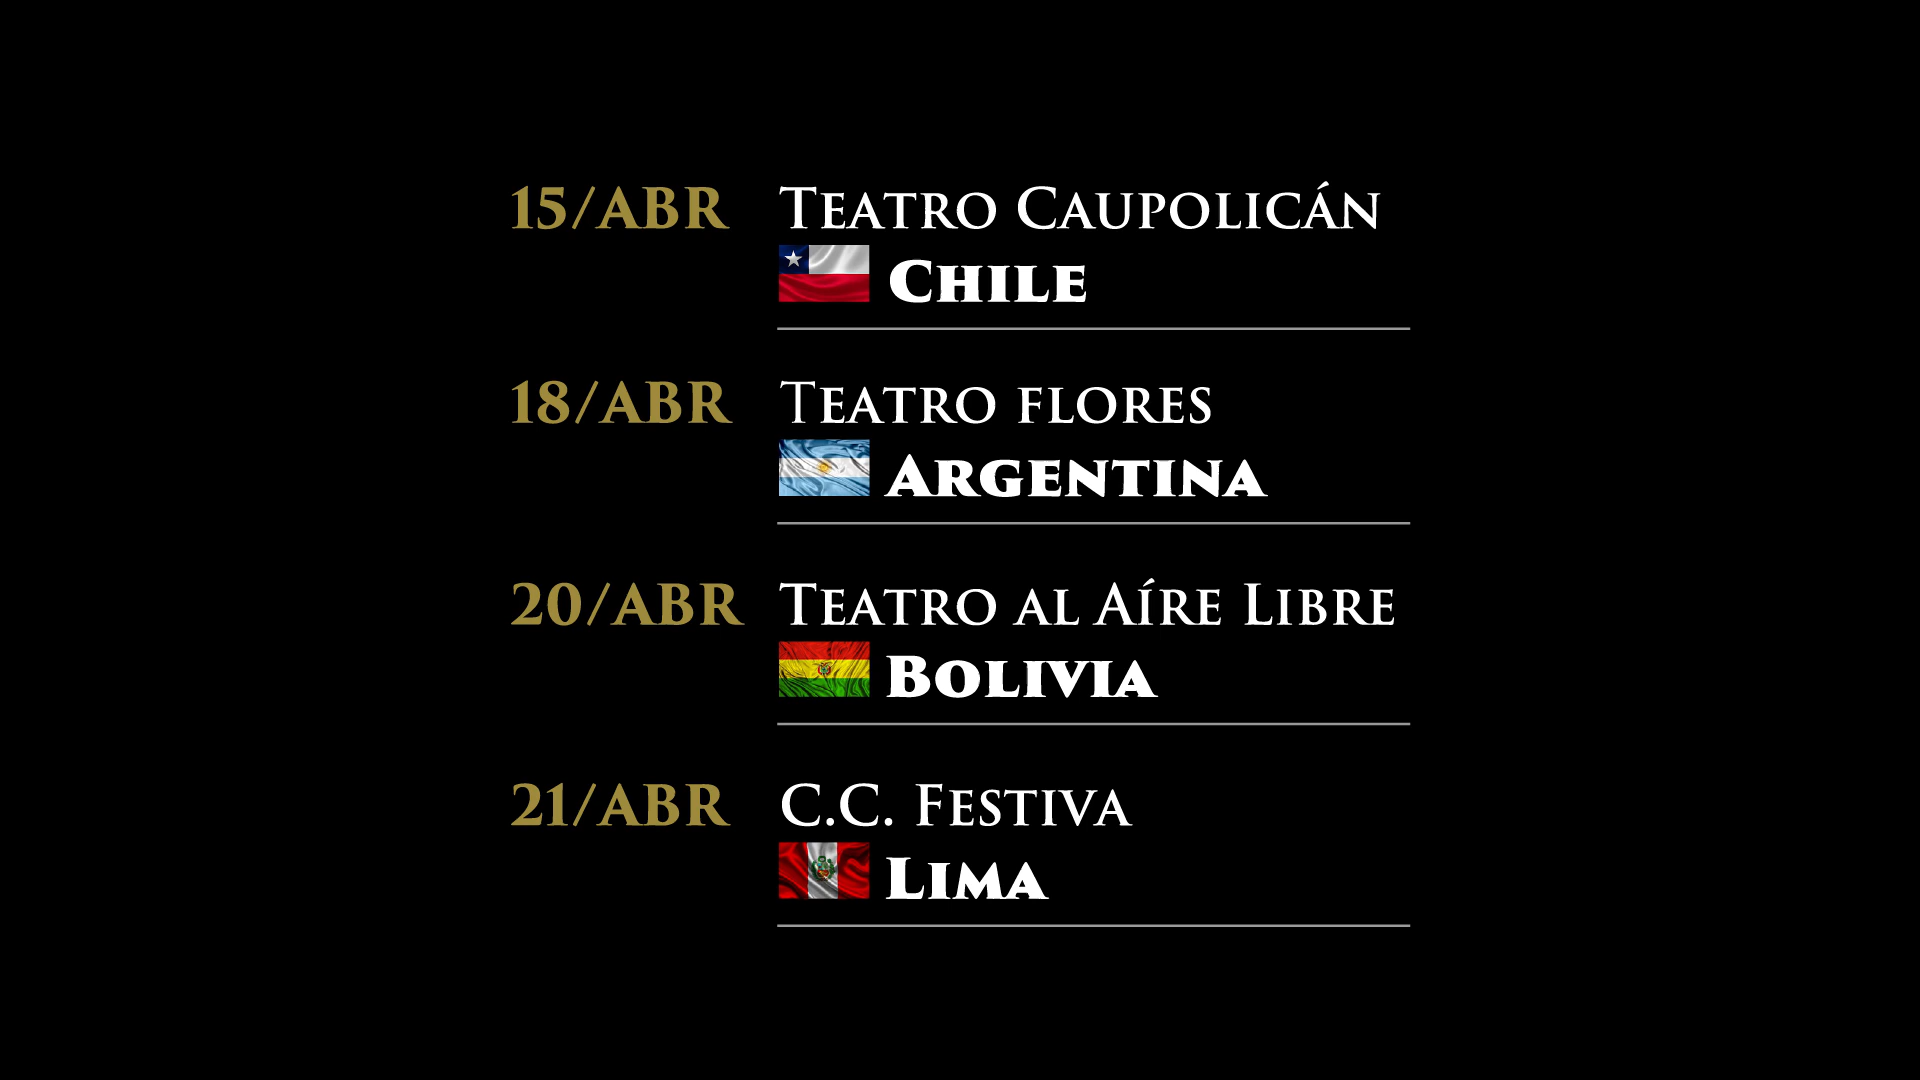 15/ABR Teatro Caupolicán
Chile
18/ABR Teatro flores
Argentina
20/ABR Teatro al Aíre Libre
Bolivia
21/ABR C.C. Festiva
Lima